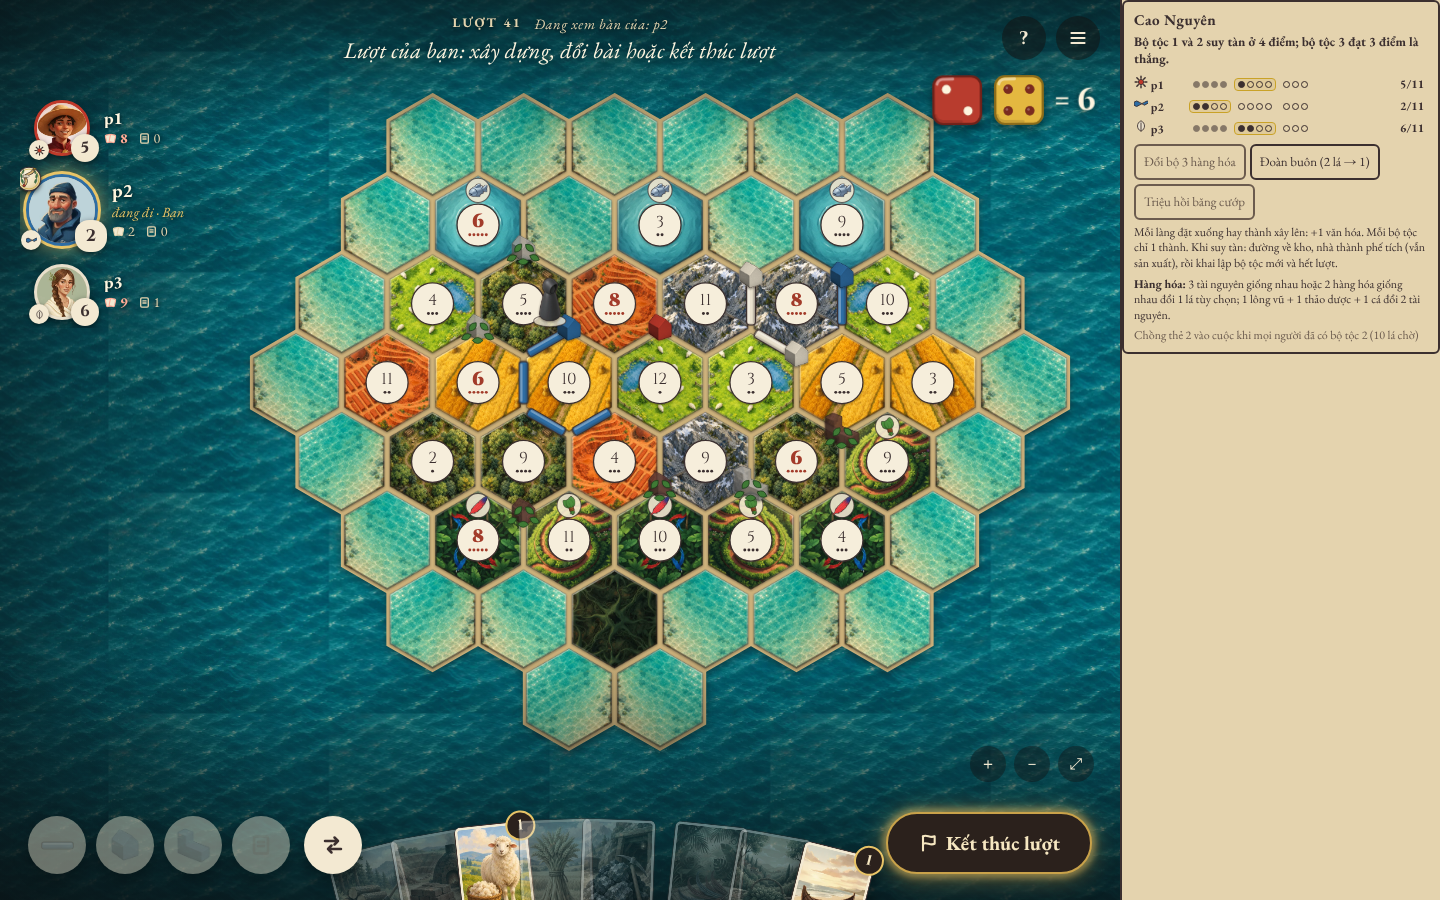 LƯỢT 41 Đang xem bàn của: p2
Lượt của bạn: xây dựng, đổi bài hoặc kết thúc lượt
?
= 6
p1
8 0
5
p2
đang đi · Bạn
2 0
2
p3
9 1
6
6
3
9
4
5
8
11
8
10
11
6
10
12
3
5
3
2
9
4
9
6
9
8
11
10
5
4
+
−
1
1
Kết thúc lượt
Cao Nguyên
Bộ tộc 1 và 2 suy tàn ở 4 điểm; bộ tộc 3 đạt 3 điểm là
thắng.
p1 5/11
p2 2/11
p3 6/11
Đổi bộ 3 hàng hóa
Đoàn buôn (2 lá → 1)
Triệu hồi băng cướp
Mỗi làng đặt xuống hay thành xây lên: +1 văn hóa. Mỗi bộ tộc
chỉ 1 thành. Khi suy tàn: đường về kho, nhà thành phế tích (vẫn
sản xuất), rồi khai lập bộ tộc mới và hết lượt.
Hàng hóa: 3 tài nguyên giống nhau hoặc 2 hàng hóa giống
nhau đổi 1 lá tùy chọn; 1 lông vũ + 1 thảo dược + 1 cá đổi 2 tài
nguyên.
Chồng thẻ 2 vào cuộc khi mọi người đã có bộ tộc 2 (10 lá chờ)